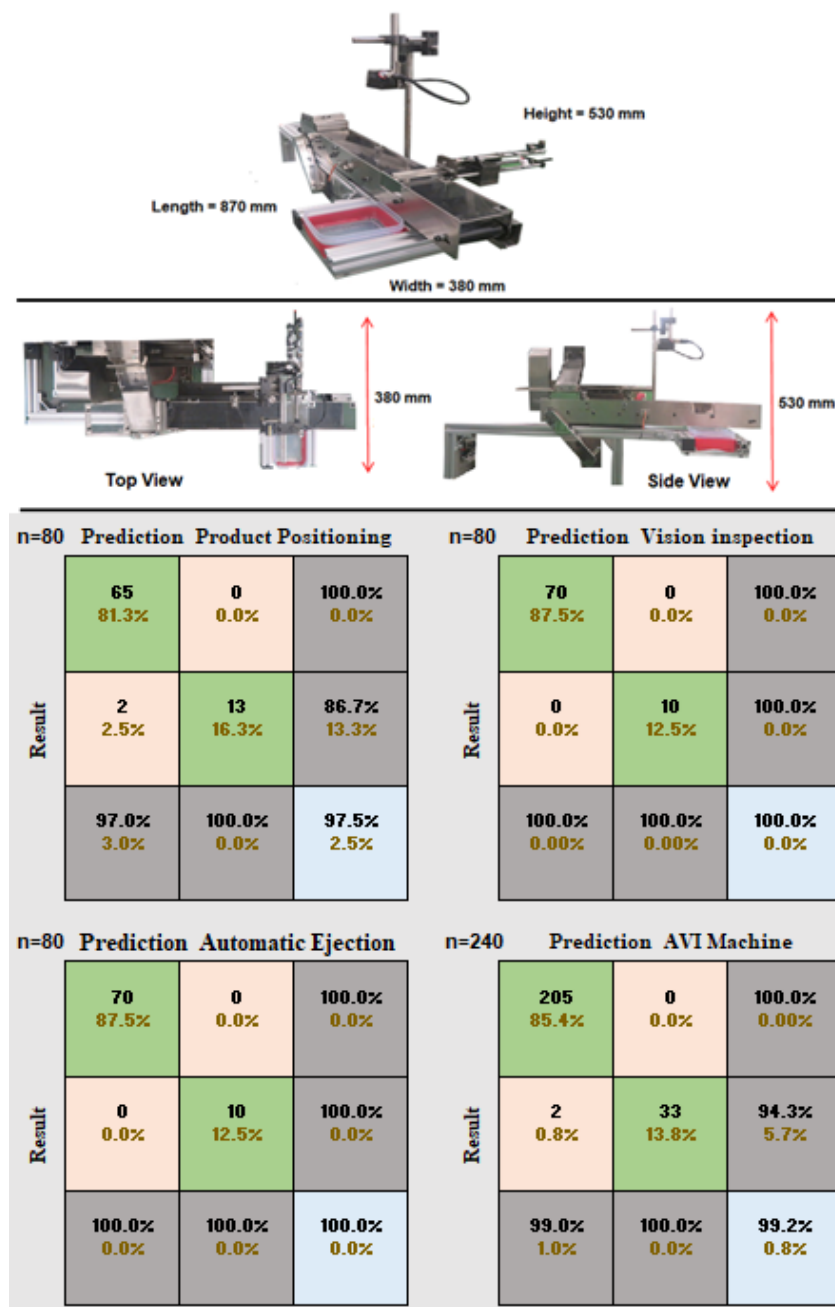 Height = 530 mm
Length = 870 mm
Width = 380 mm
380 mm
530 mm
Top View
Side View
n=80 Prediction Product Positioning
65 0 100.0%
81.3% 0.0% 0.0%
Result
2 13 86.7%
2.5% 16.3% 13.3%
97.0% 100.0% 97.5%
3.0% 0.0% 2.5%
n=80 Prediction Vision inspection
70 0 100.0%
87.5% 0.0% 0.0%
0 10 100.0%
0.0% 12.5% 0.0%
100.0% 100.0% 100.0%
0.00% 0.00% 0.0%
n=80 Prediction Automatic Ejection
70 0 100.0%
87.5% 0.0% 0.0%
Result
0 10 100.0%
0.0% 12.5% 0.0%
100.0% 100.0% 100.0%
0.0% 0.0% 0.0%
n=240 Prediction AVI Machine
205 0 100.0%
85.4% 0.0% 0.00%
Result
2 33 94.3%
0.8% 13.8% 5.7%
99.0% 100.0% 99.2%
1.0% 0.0% 0.8%